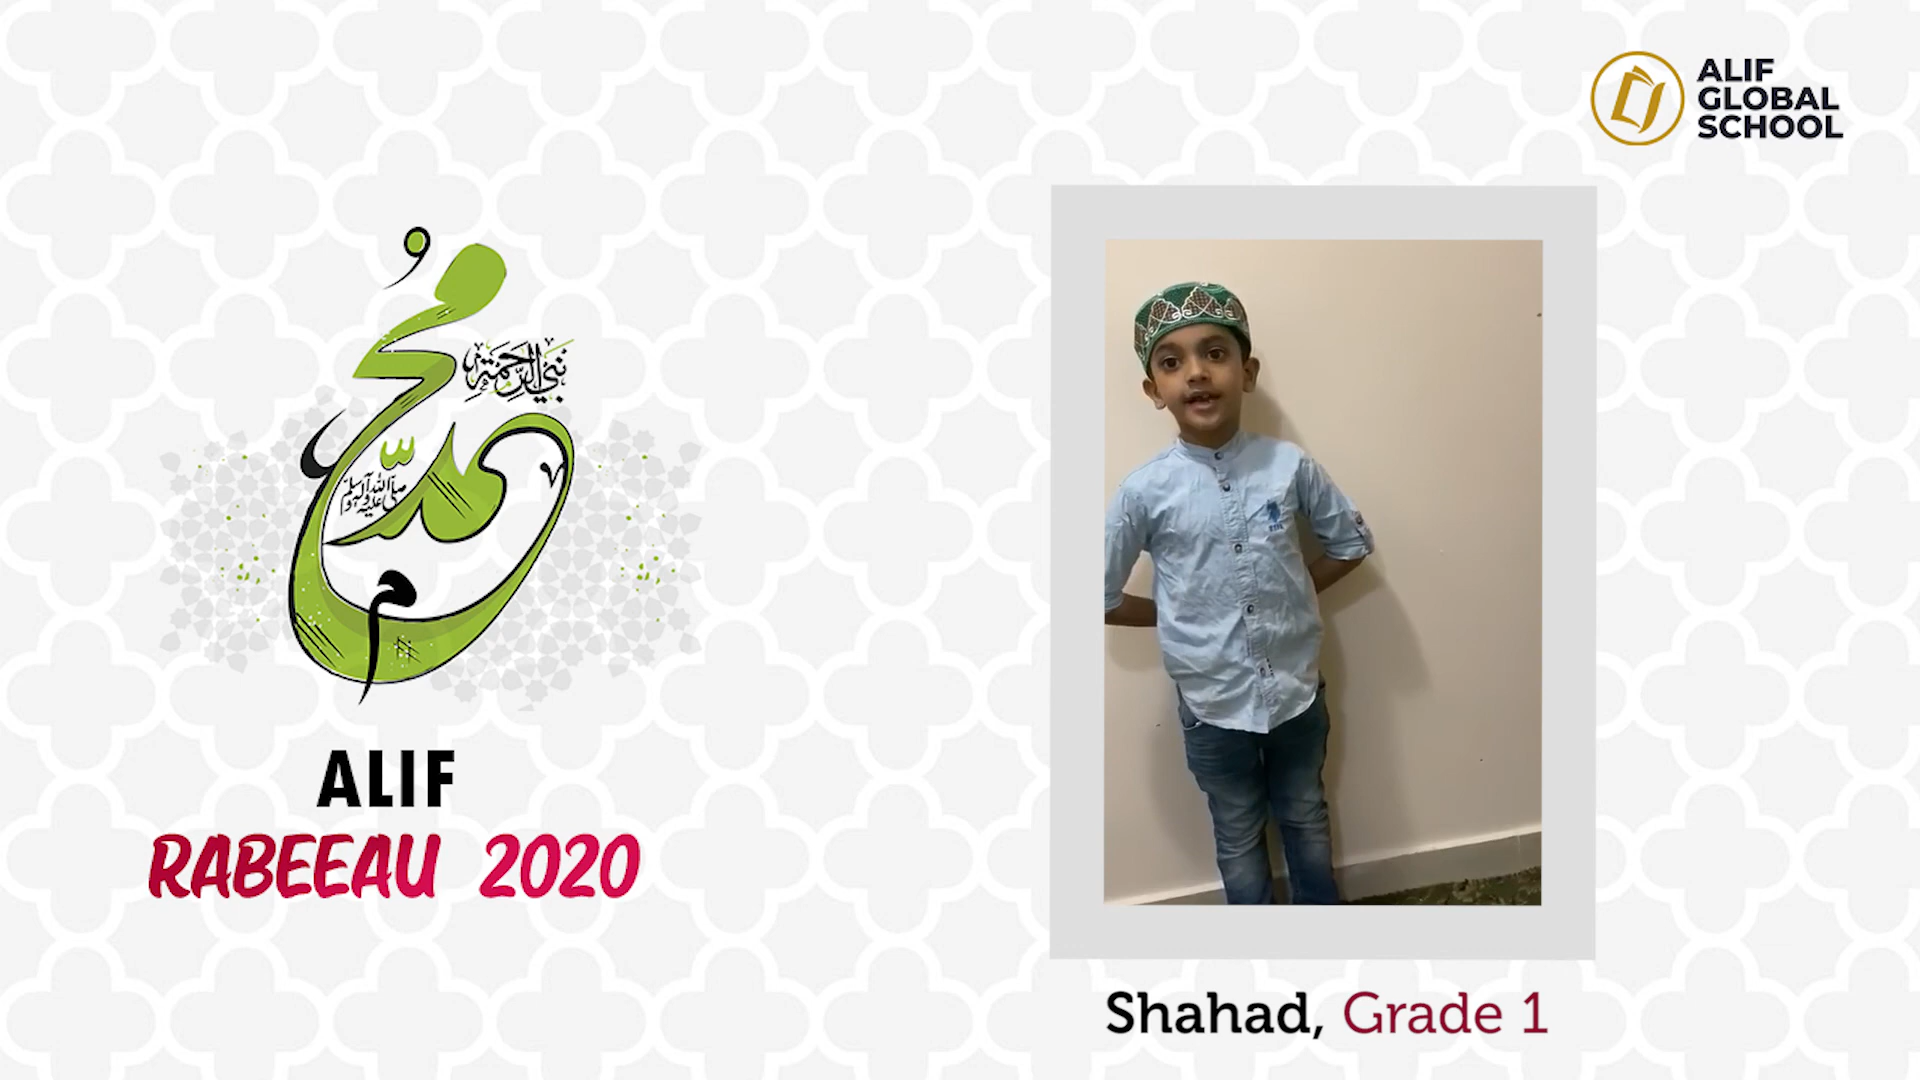 ALIF
GLOBAL
SCHOOL
محمد
نبي الرحمة
صلى الله عليه وآله وسلم
ALIF
RABEEAU 2020
Shahad, Grade 1